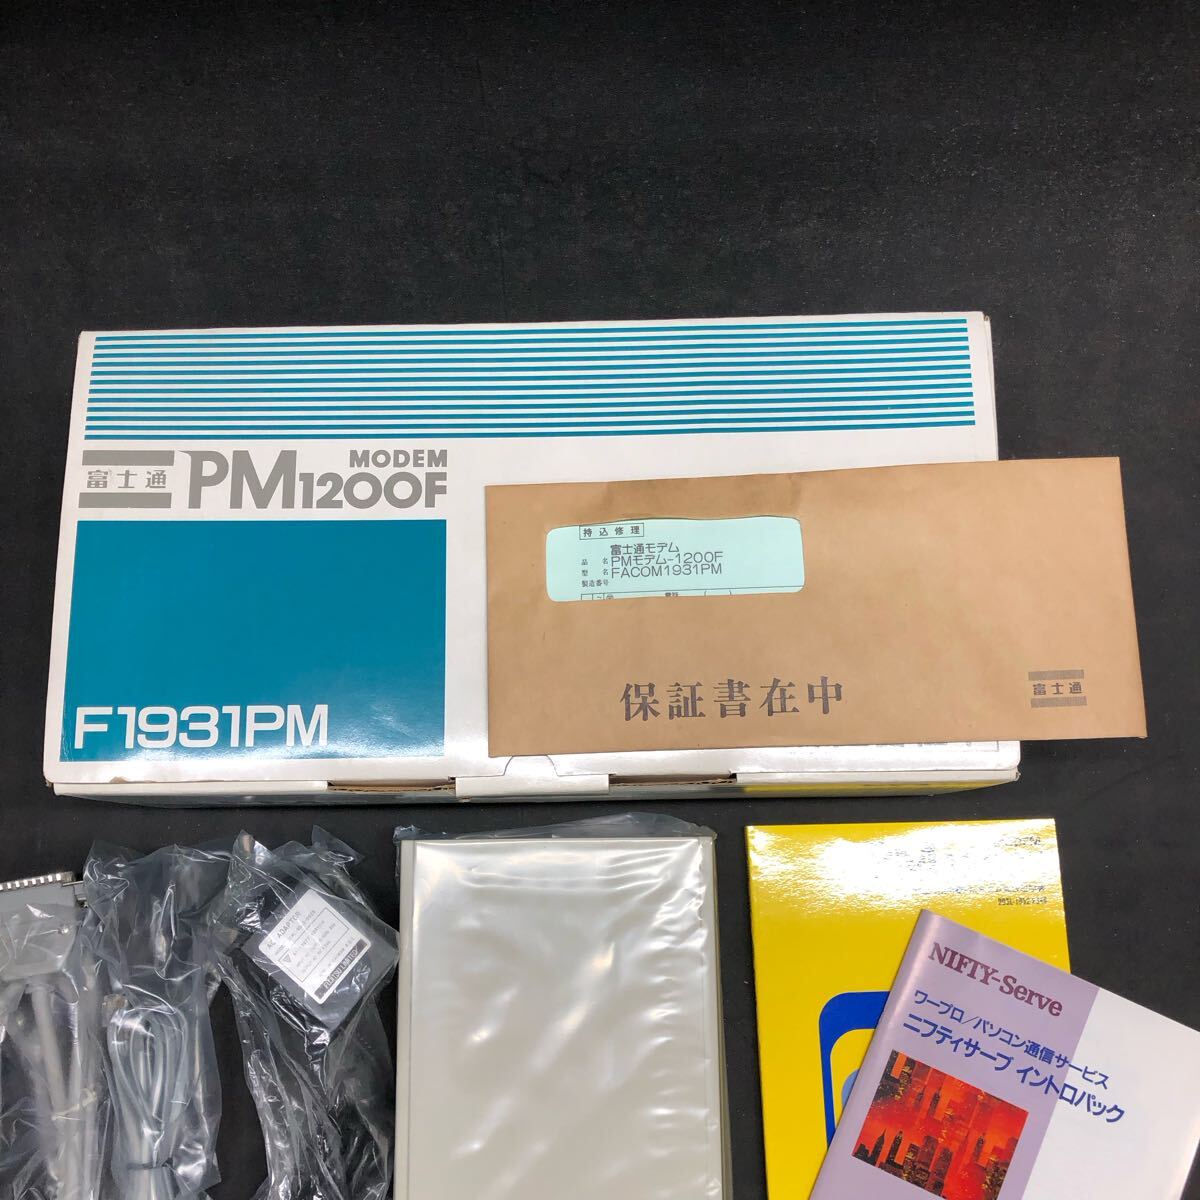 富士通
PM1200F
MODEM
F1931PM
持込修理
富士通モデム
品 名 PMモデム-1200F
型 名 FACOM1931PM
製造番号
保証書在中
富士通
AC ADAPTER
FUJITSU LIMITED
NIFTY-Serve
ワープロ/パソコン通信サービス
ニフティサーブ イントロパック